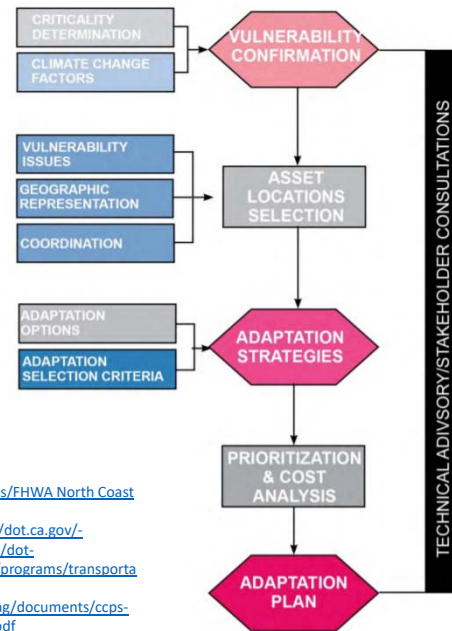 CRITICALITY
DETERMINATION
CLIMATE CHANGE
FACTORS
VULNERABILITY
CONFIRMATION
VULNERABILITY
ISSUES
GEOGRAPHIC
REPRESENTATION
COORDINATION
ASSET
LOCATIONS
SELECTION
ADAPTATION
OPTIONS
ADAPTATION
SELECTION CRITERIA
ADAPTATION
STRATEGIES
PRIORITIZATION
& COST
ANALYSIS
ADAPTATION
PLAN
TECHNICAL ADIVSORY/STAKEHOLDER CONSULTATIONS
s/FHWA North Coast
/dot.ca.gov/-
/dot-
/programs/transporta
ng/documents/ccps-
odf